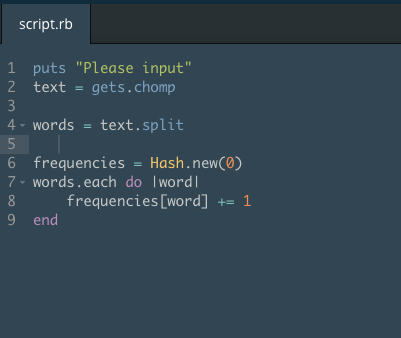 script.rb
1 puts "Please input"
2 text = gets.chomp
3
4 words = text.split
5
6 frequencies = Hash.new(0)
7 words.each do |word|
8     frequencies[word] += 1
9 end